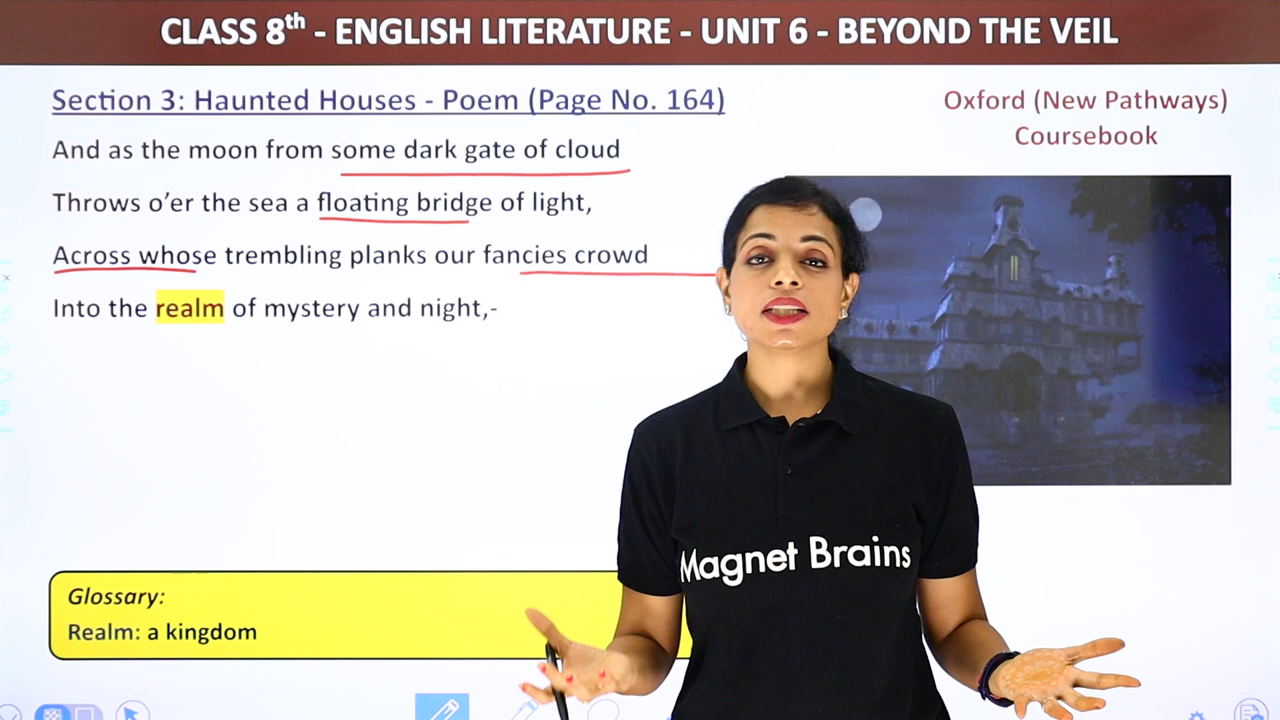 CLASS 8th - ENGLISH LITERATURE - UNIT 6 - BEYOND THE VEIL
Section 3: Haunted Houses - Poem (Page No. 164)
Oxford (New Pathways)
Coursebook
And as the moon from some dark gate of cloud
Throws o’er the sea a floating bridge of light,
Across whose trembling planks our fancies crowd
Into the realm of mystery and night,-
Magnet Brains
Glossary:
Realm: a kingdom